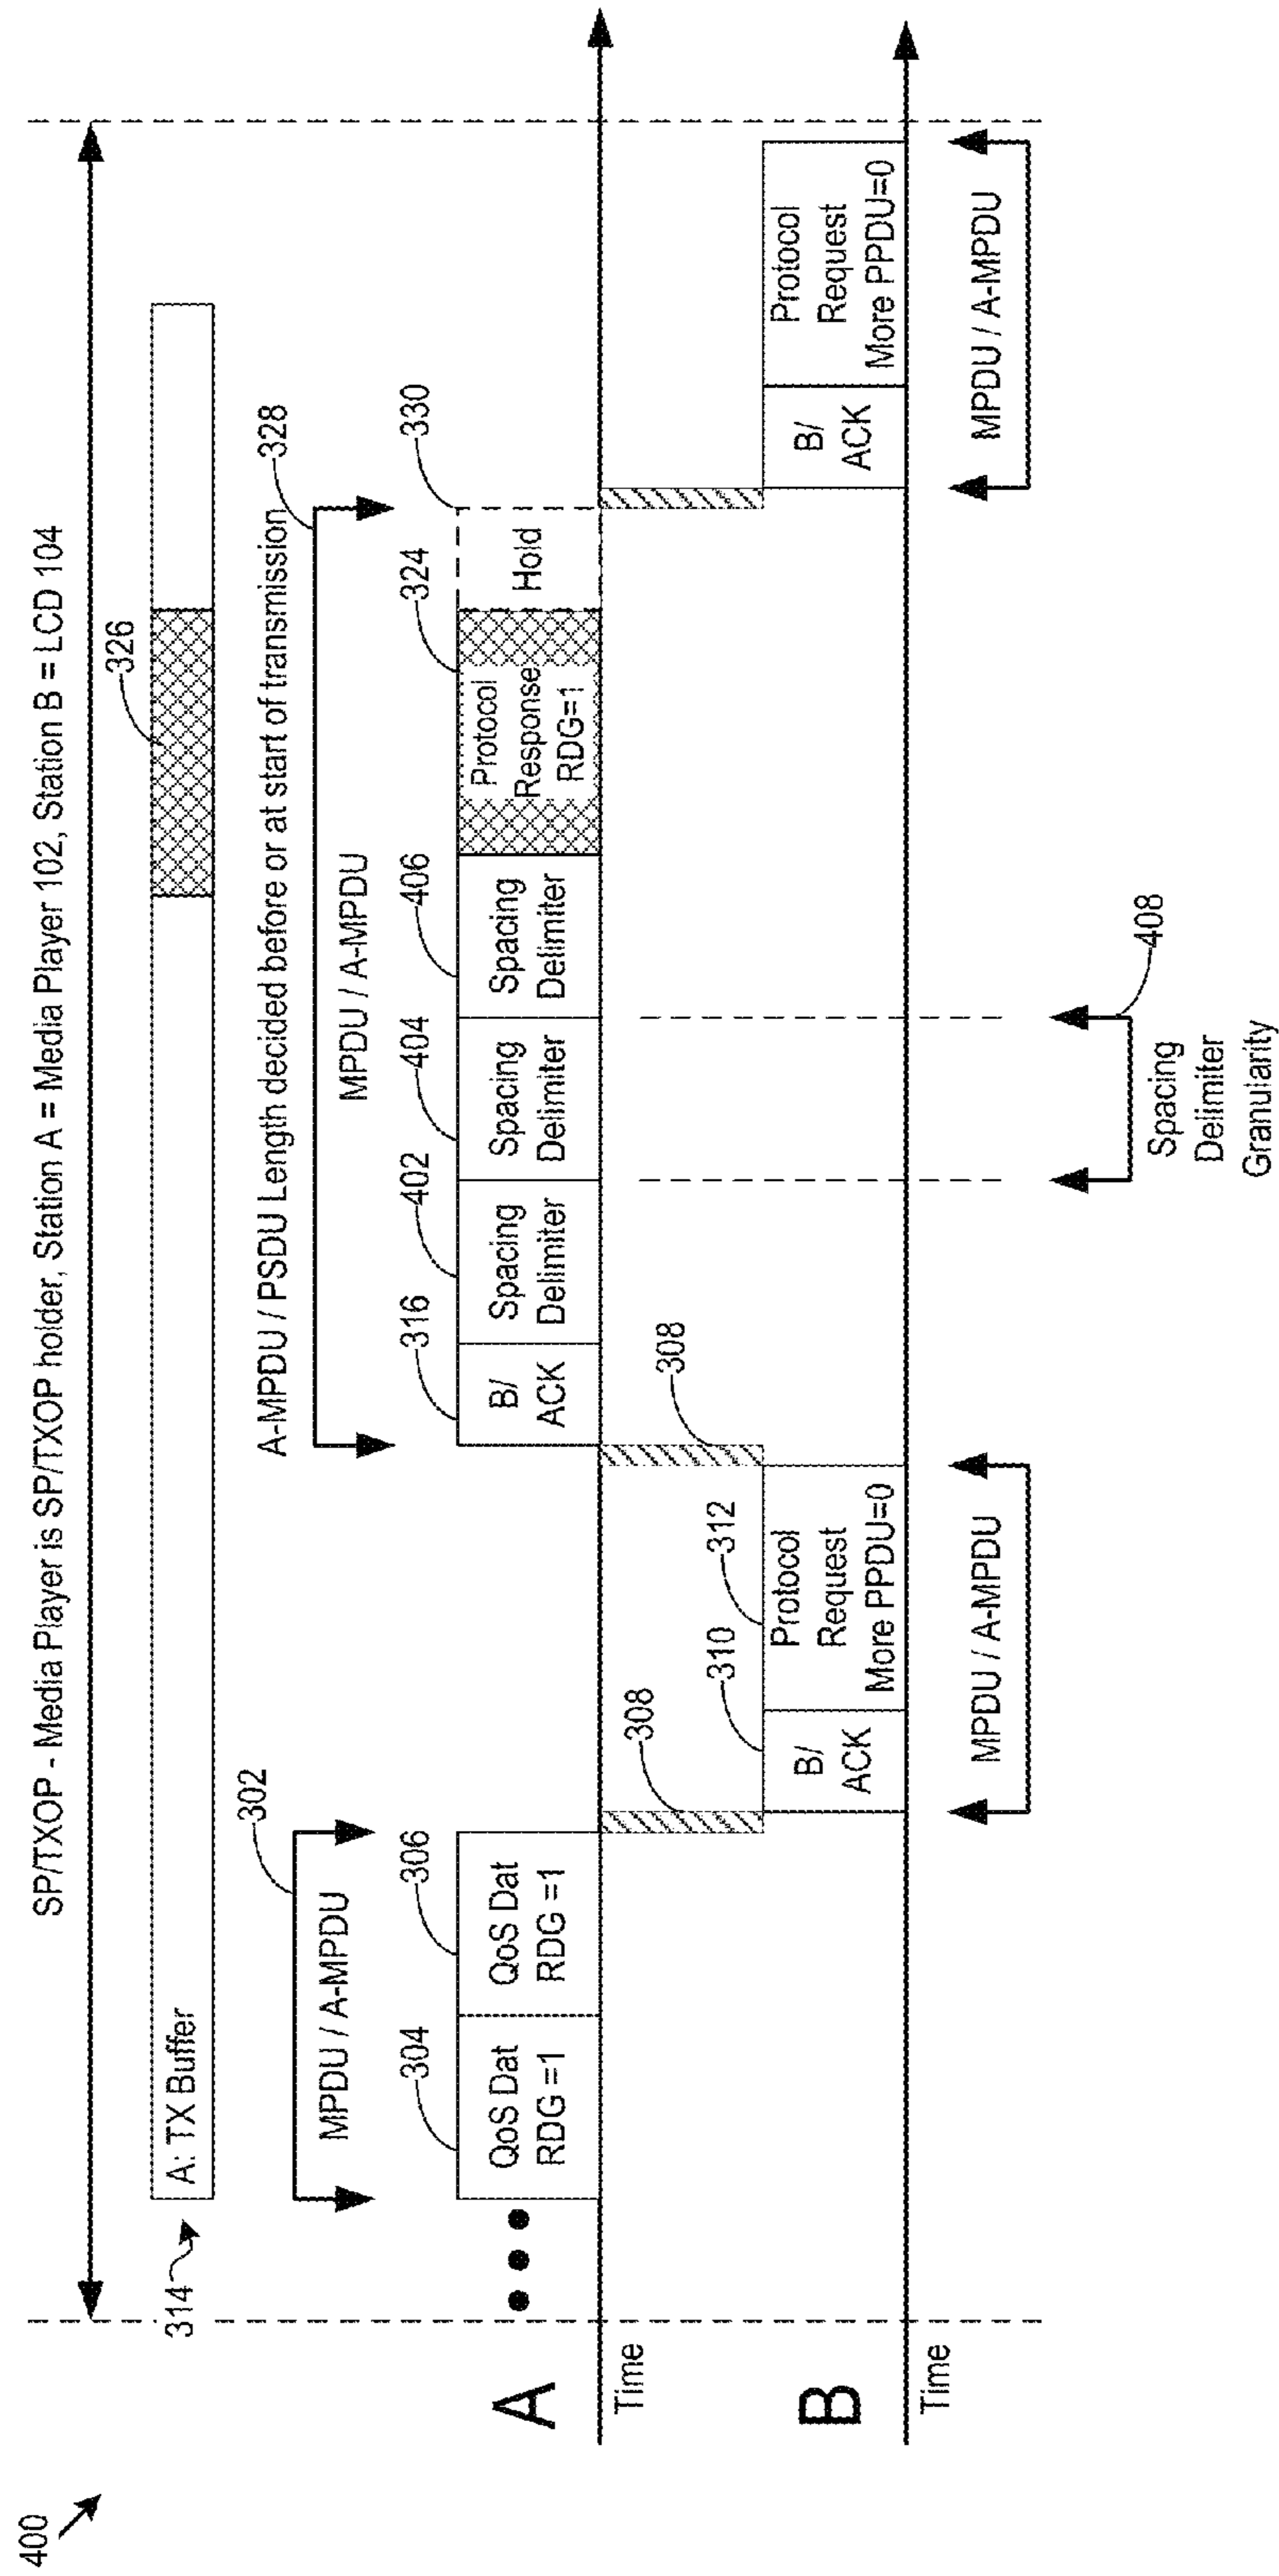 400
SP/TXOP - Media Player is SP/TXOP holder, Station A = Media Player 102, Station B = LCD 104
314
A: TX Buffer
326
302
MPDU / A-MPDU
A-MPDU / PSDU Length decided before or at start of transmission
328
MPDU / A-MPDU
304
306
316
402
404
406
324
330
A
QoS Dat
RDG =1
QoS Dat
RDG =1
B/
ACK
Spacing
Delimiter
Spacing
Delimiter
Spacing
Delimiter
Protocol
Response
RDG=1
Hold
Time
308
308
310
312
B
B/
ACK
Protocol
Request
More PPDU=0
B/
ACK
Protocol
Request
More PPDU=0
Time
MPDU / A-MPDU
MPDU / A-MPDU
408
Spacing
Delimiter
Granularity